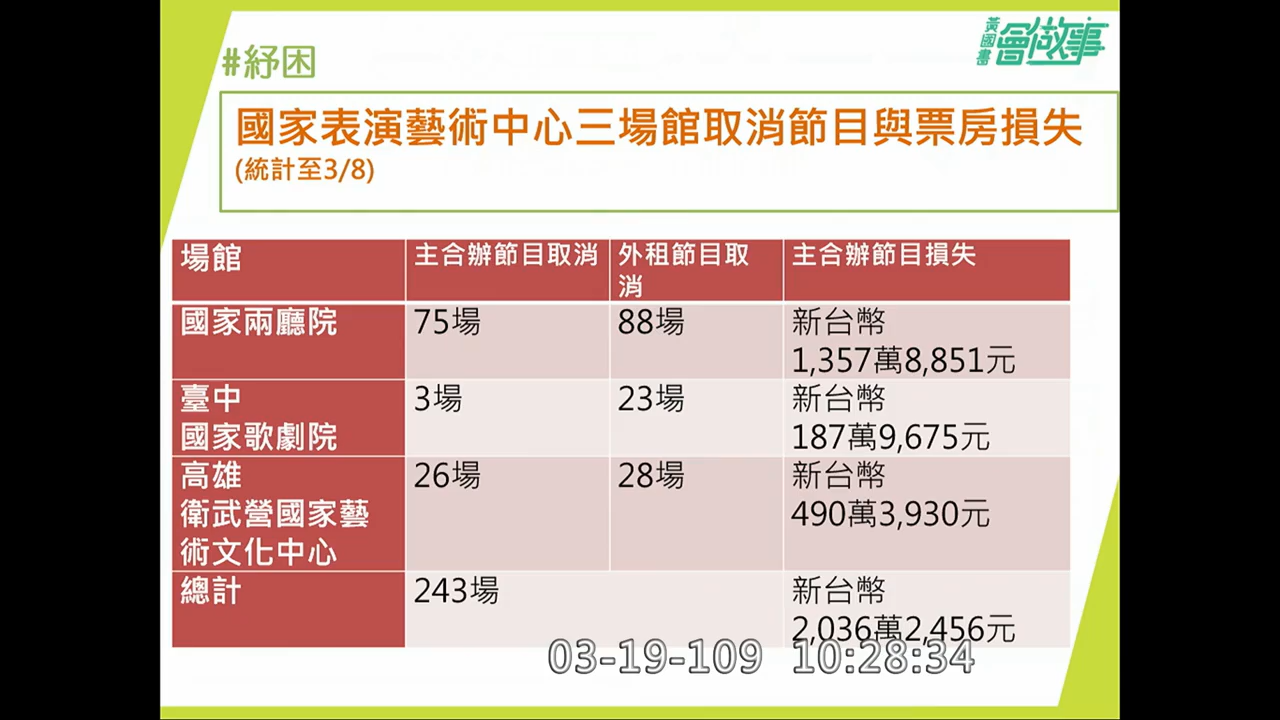 #紓困
黃國書
會做事
國家表演藝術中心三場館取消節目與票房損失
(統計至3/8)
場館
主合辦節目取消
外租節目取
消
主合辦節目損失
國家兩廳院
75場
88場
新台幣
1,357萬8,851元
臺中
國家歌劇院
3場
23場
新台幣
187萬9,675元
高雄
衛武營國家藝
術文化中心
26場
28場
新台幣
490萬3,930元
總計
243場
新台幣
2,036萬2,456元
03-19-109 10:28:34